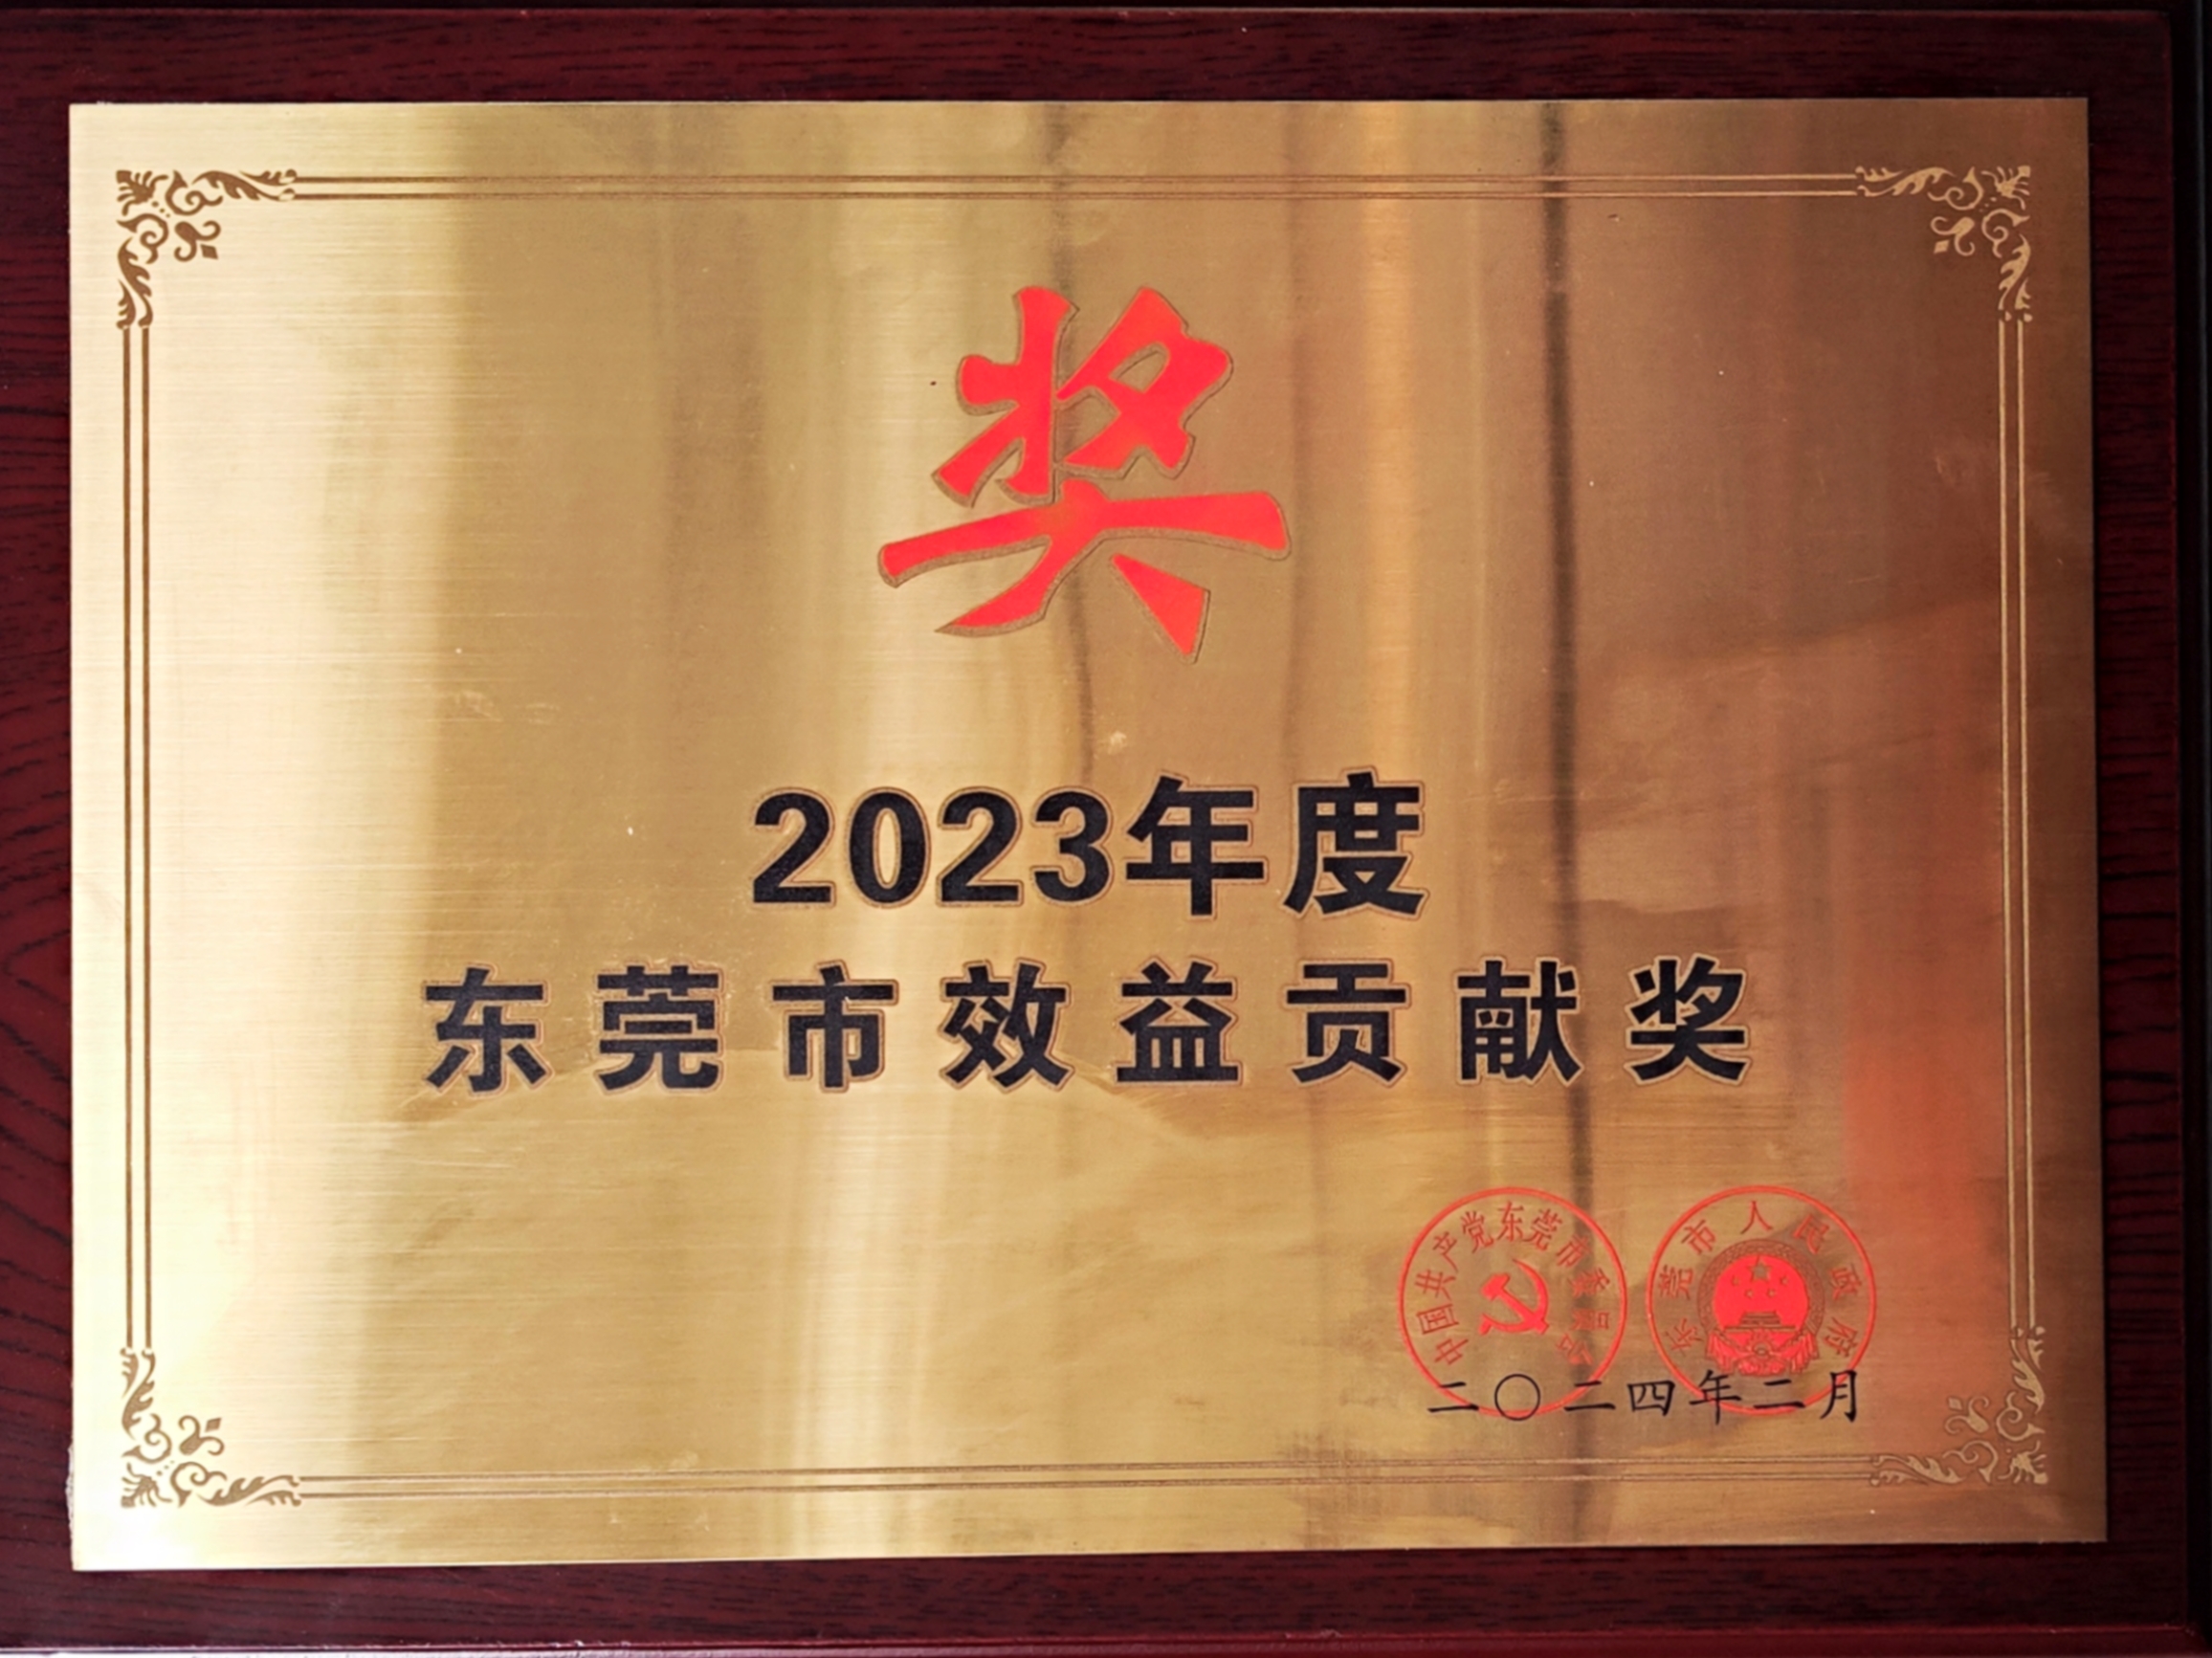 奖
2023年度
东莞市效益贡献奖
中国共产党东莞市委员会
东莞市人民政府
二〇二四年二月